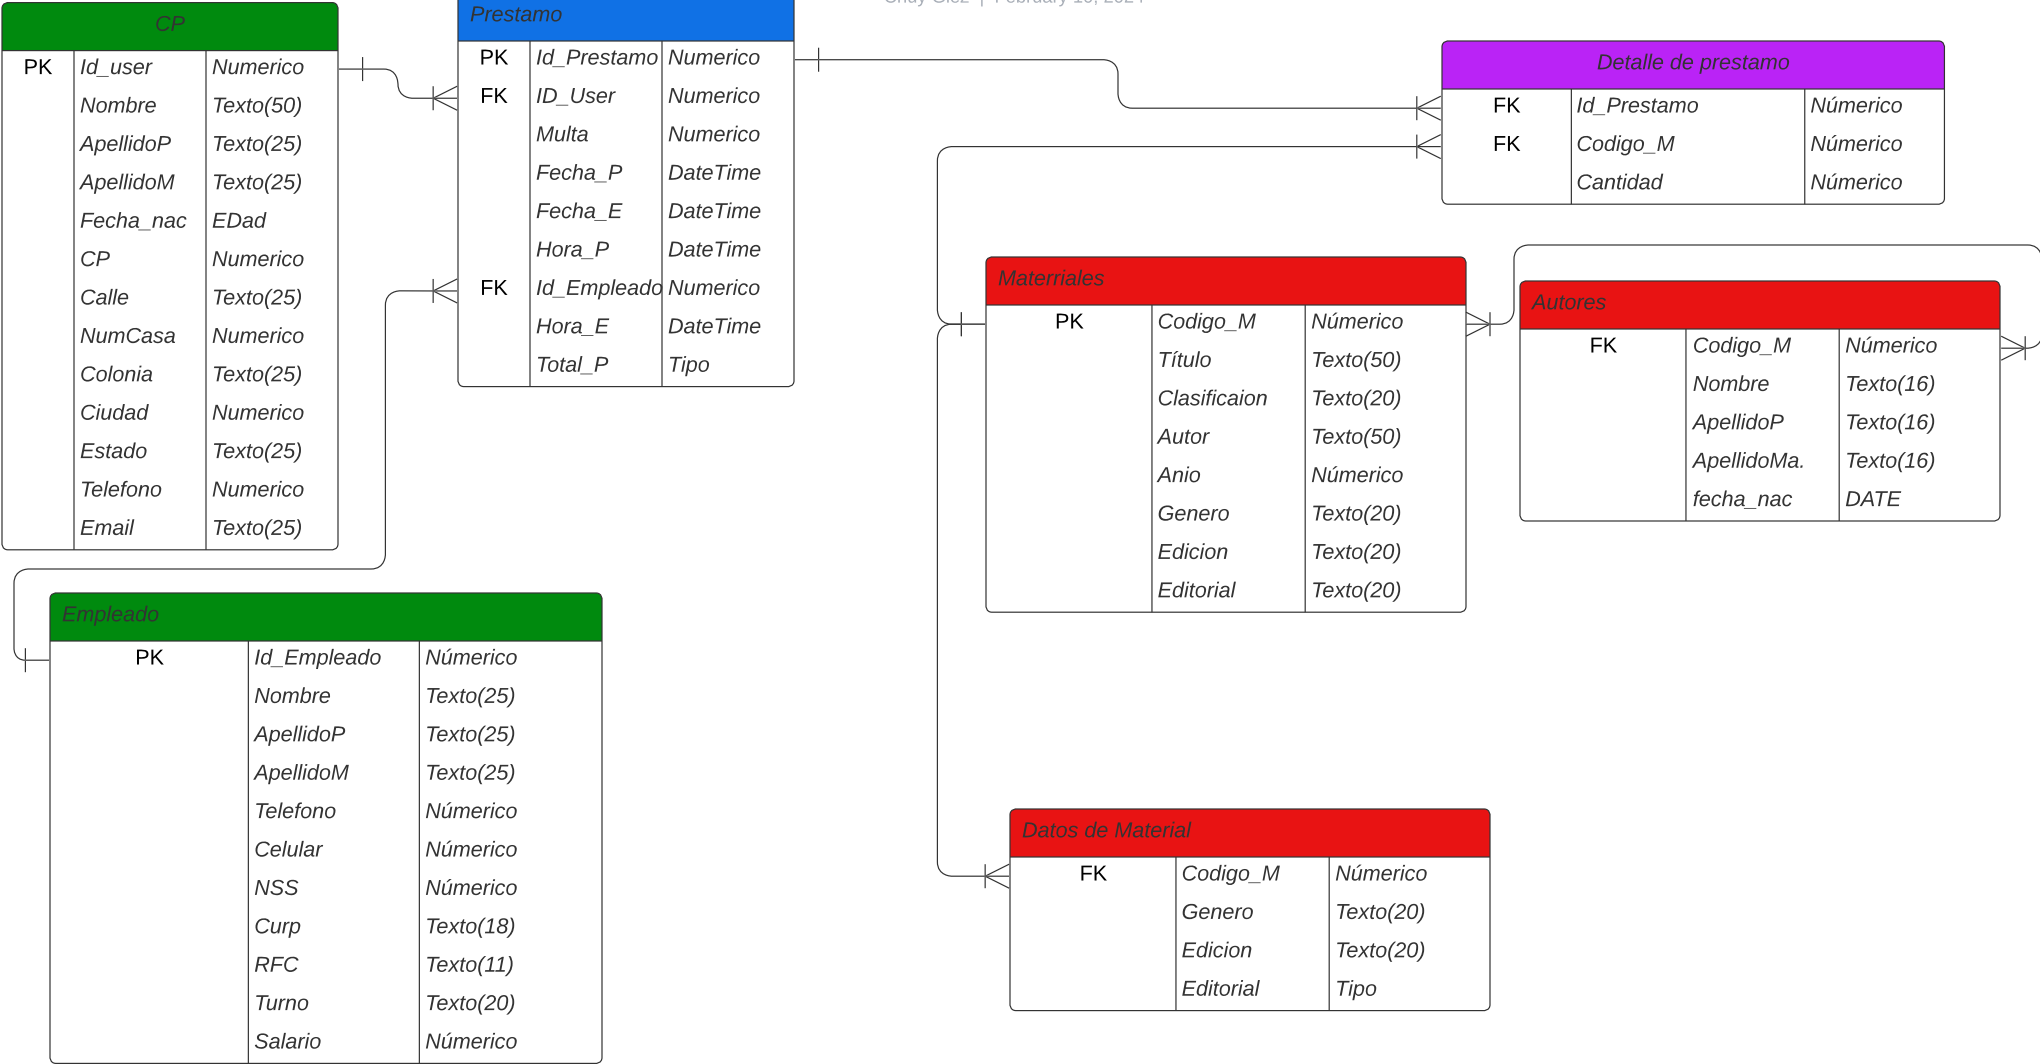 CP
PK Id_user Numerico
Nombre Texto(50)
ApellidoP Texto(25)
ApellidoM Texto(25)
Fecha_nac EDad
CP Numerico
Calle Texto(25)
NumCasa Numerico
Colonia Texto(25)
Ciudad Numerico
Estado Texto(25)
Telefono Numerico
Email Texto(25)
Prestamo
PK Id_Prestamo Numerico
FK ID_User Numerico
Multa Numerico
Fecha_P DateTime
Fecha_E DateTime
Hora_P DateTime
FK Id_Empleado Numerico
Hora_E DateTime
Total_P Tipo
Detalle de prestamo
FK Id_Prestamo Númerico
FK Codigo_M Númerico
Cantidad Númerico
Materriales
PK Codigo_M Númerico
Título Texto(50)
Clasificaion Texto(20)
Autor Texto(50)
Anio Númerico
Genero Texto(20)
Edicion Texto(20)
Editorial Texto(20)
Autores
FK Codigo_M Númerico
Nombre Texto(16)
ApellidoP Texto(16)
ApellidoMa. Texto(16)
fecha_nac DATE
Empleado
PK Id_Empleado Númerico
Nombre Texto(25)
ApellidoP Texto(25)
ApellidoM Texto(25)
Telefono Númerico
Celular Númerico
NSS Númerico
Curp Texto(18)
RFC Texto(11)
Turno Texto(20)
Salario Númerico
Datos de Material
FK Codigo_M Númerico
Genero Texto(20)
Edicion Texto(20)
Editorial Tipo